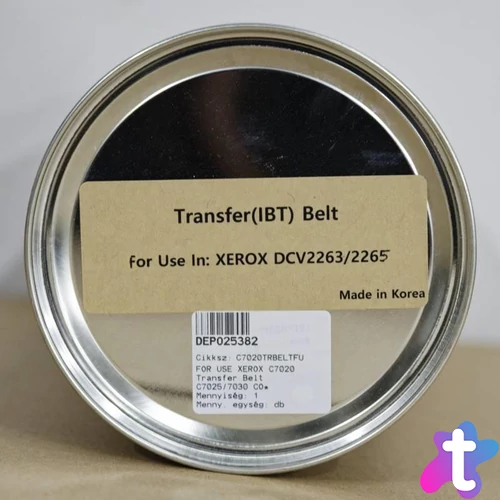 Transfer(IBT) Belt
for Use In: XEROX DCV2263/2265
Made in Korea
DEP025382
Cikksz: C7020TRBELTFU
FOR USE XEROX C7020
Transfer Belt
C7025/7030 CO*
Mennyiség: 1
Menny. egység: db
t